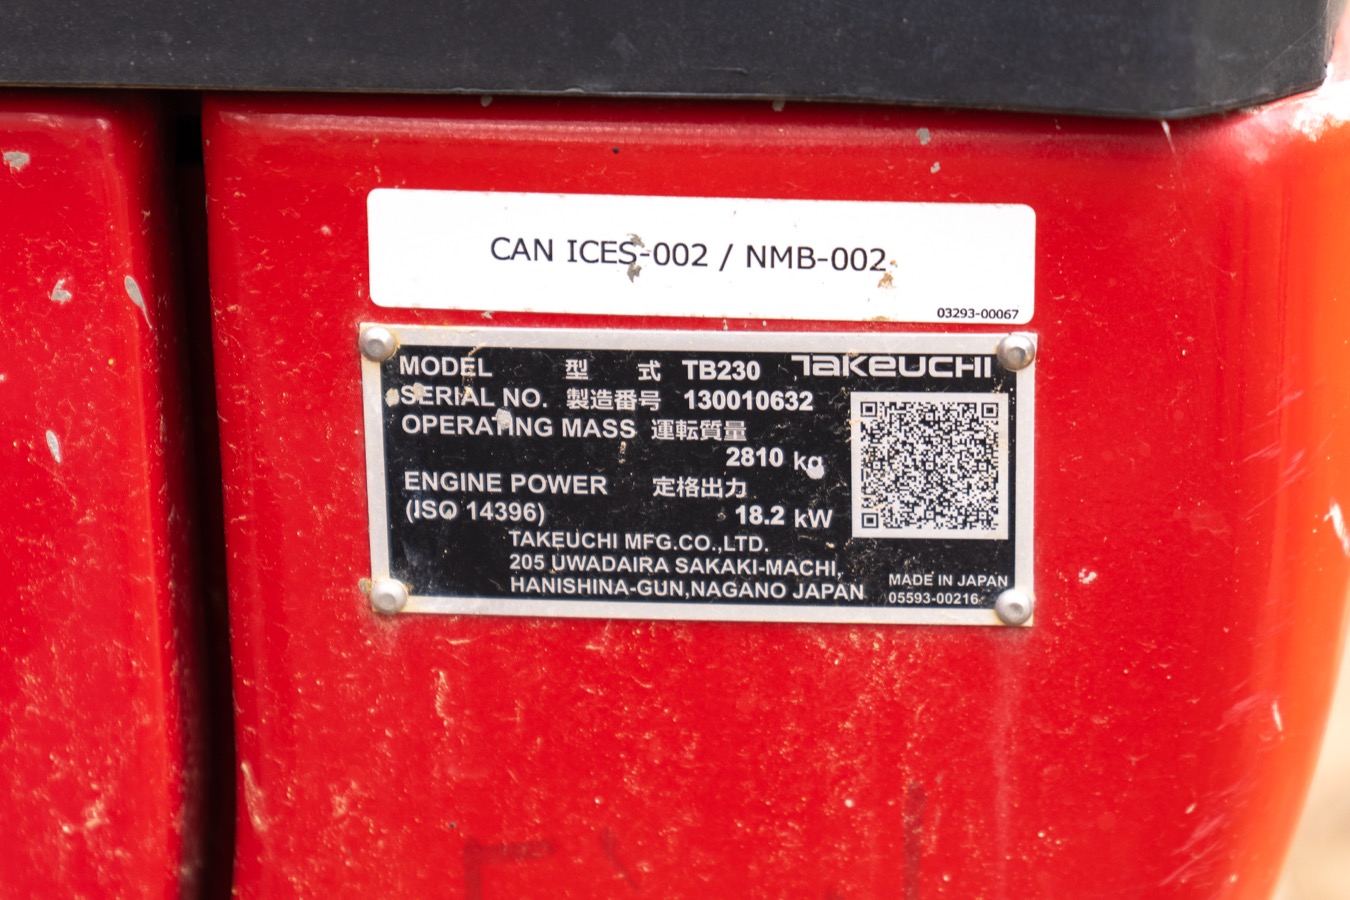 CAN ICES-002 / NMB-002
03293-00067
MODEL 型 式 TB230 TAKEUCHI
SERIAL NO. 製造番号 130010632
OPERATING MASS 運転質量
2810 kg
ENGINE POWER 定格出力
(ISO 14396) 18.2 kW
TAKEUCHI MFG.CO.,LTD.
205 UWADAIRA SAKAKI-MACHI,
HANISHINA-GUN,NAGANO JAPAN
MADE IN JAPAN
05593-00216